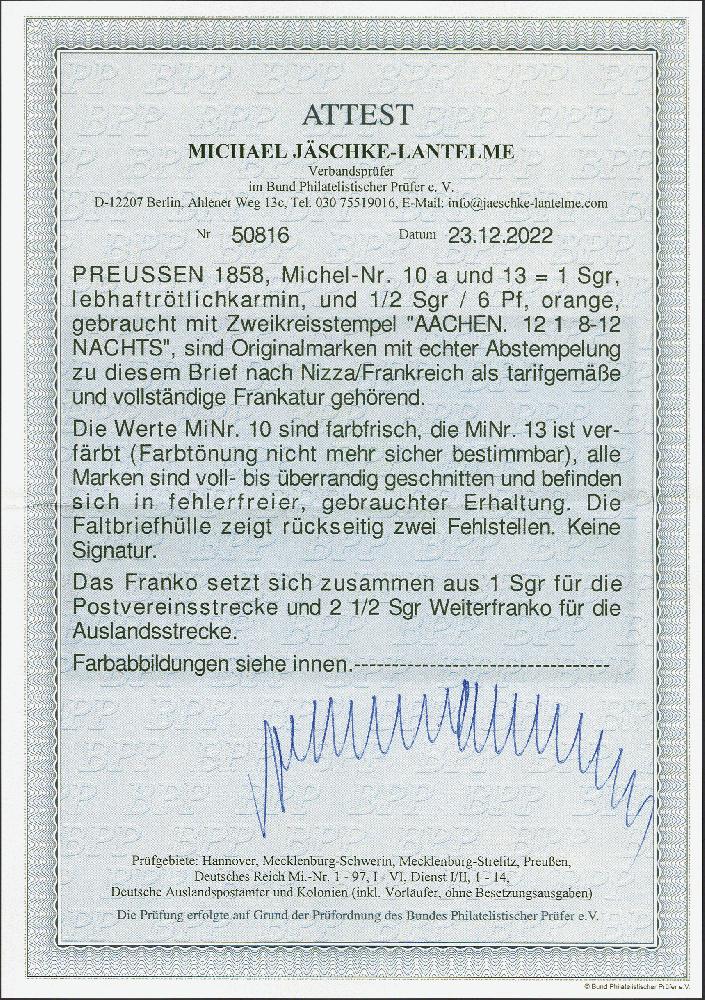 ATTEST
MICHAEL JÄSCHKE-LANTELME
Verbandsprüfer
im Bund Philatelistischer Prüfer e. V.
D-12207 Berlin, Ahlener Weg 13c, Tel. 030 75519016, E-Mail: info@jaeschke-lantelme.com
Nr 50816 Datum 23.12.2022
PREUSSEN 1858, Michel-Nr. 10 a und 13 = 1 Sgr,
lebhaftrötlichkarmin, und 1/2 Sgr / 6 Pf, orange,
gebraucht mit Zweikreisstempel "AACHEN. 12 1 8-12
NACHTS", sind Originalmarken mit echter Abstempelung
zu diesem Brief nach Nizza/Frankreich als tarifgemäße
und vollständige Frankatur gehörend.
Die Werte MiNr. 10 sind farbfrisch, die MiNr. 13 ist ver-
färbt (Farbtönung nicht mehr sicher bestimmbar), alle
Marken sind voll- bis überrandig geschnitten und befinden
sich in fehlerfreier, gebrauchter Erhaltung. Die
Faltbriefhülle zeigt rückseitig zwei Fehlstellen. Keine
Signatur.
Das Franko setzt sich zusammen aus 1 Sgr für die
Postvereinsstrecke und 2 1/2 Sgr Weiterfranko für die
Auslandsstrecke.
Farbabbildungen siehe innen.--------------------------------
Prüfgebiete: Hannover, Mecklenburg-Schwerin, Mecklenburg-Strelitz, Preußen,
Deutsches Reich Mi.-Nr. 1 - 97, I - VI, Dienst I/II, 1 - 14,
Deutsche Auslandspostämter und Kolonien (inkl. Vorläufer, ohne Besetzungsausgaben)
Die Prüfung erfolgte auf Grund der Prüfordnung des Bundes Philatelistischer Prüfer e.V.
© Bund Philatelistischer Prüfer e.V.